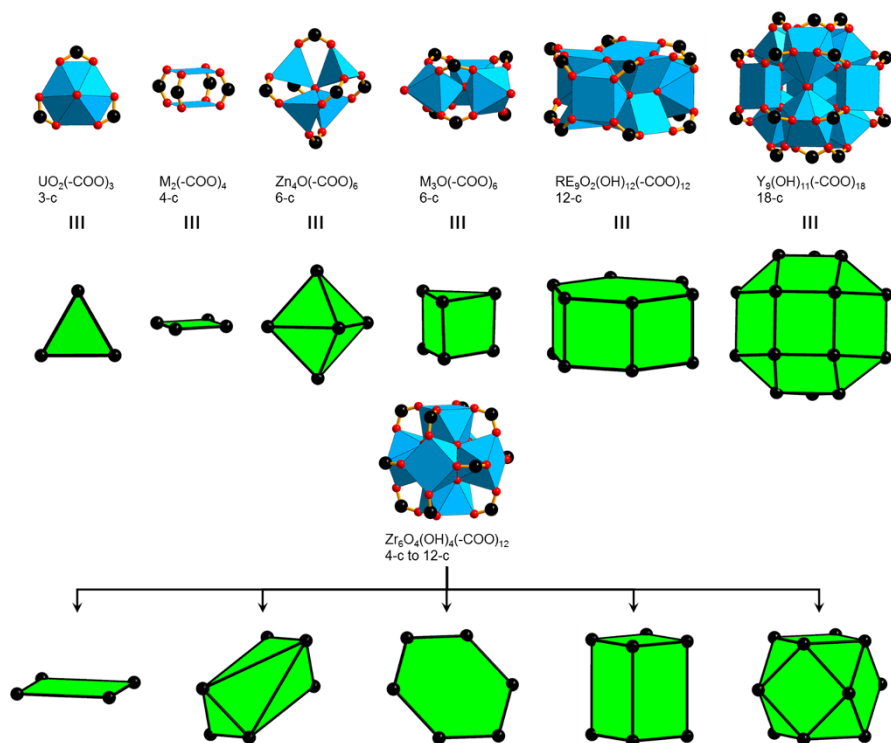 UO₂(-COO)₃ M₂(-COO)₄ Zn₄O(-COO)₆ M₃O(-COO)₆ RE₉O₂(OH)₁₂(-COO)₁₂ Y₉(OH)₁₁(-COO)₁₈
3-c 4-c 6-c 6-c 12-c 18-c
Zr₆O₄(OH)₄(-COO)₁₂
4-c to 12-c